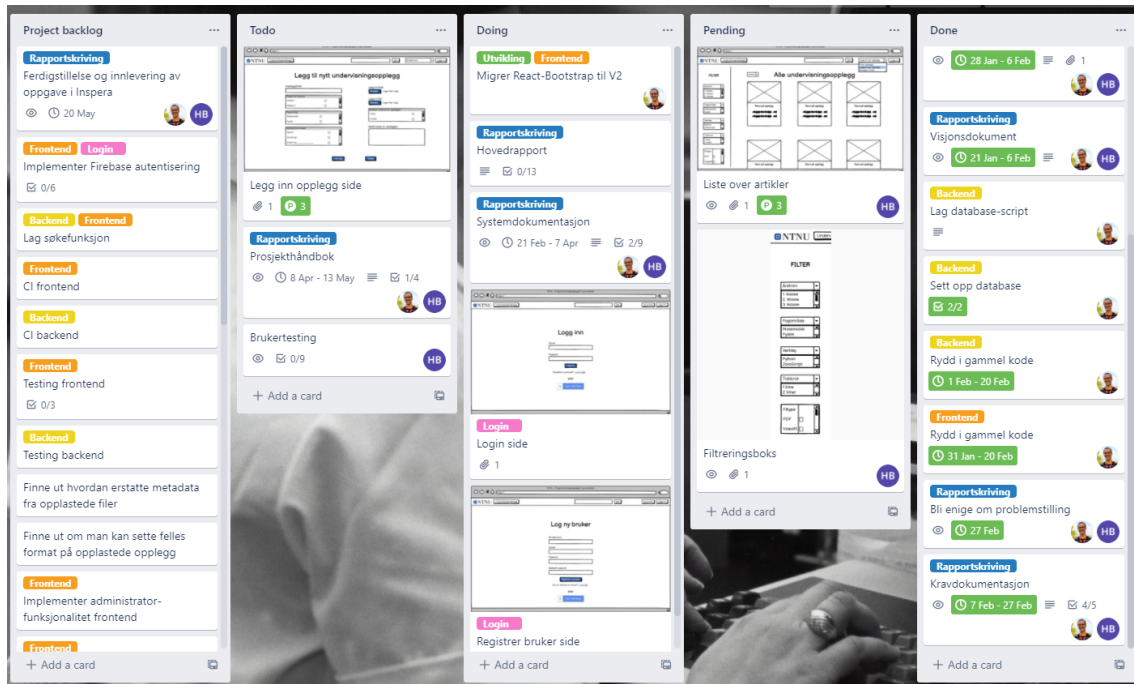 Project backlog
Rapportskriving
Ferdigstillelse og innlevering av
oppgave i Inspera
20 May
HB
Frontend Login
Implementer Firebase autentisering
0/6
Backend Frontend
Lag søkefunksjon
Frontend
CI frontend
Backend
CI backend
Frontend
Testing frontend
0/3
Backend
Testing backend
Finne ut hvordan erstatte metadata
fra opplastede filer
Finne ut om man kan sette felles
format på opplastede opplegg
Frontend
Implementer administrator-
funksjonalitet frontend
Frontend
+ Add a card
Todo
NTNU
Legg til nytt undervisningsopplegg
Legg inn opplegg side
1 P 3
Rapportskriving
Prosjekthåndbok
8 Apr - 13 May 1/4
HB
Brukertesting
0/9
HB
+ Add a card
Doing
Utvikling Frontend
Migrer React-Bootstrap til V2
Rapportskriving
Hovedrapport
0/13
Rapportskriving
Systemdokumentasjon
21 Feb - 7 Apr 2/9
HB
NTNU
Logg inn
Login
Login side
1
NTNU
Lag ny bruker
Login
Registrer bruker side
+ Add a card
Pending
NTNU
FILTER
Alle undervisningsopplegg
Liste over artikler
1 P 3
HB
NTNU
FILTER
Filtreringsboks
1
HB
+ Add a card
Done
28 Jan - 6 Feb 1
HB
Rapportskriving
Visjonsdokument
21 Jan - 6 Feb
HB
Backend
Lag database-script
Backend
Sett opp database
2/2
Backend
Rydd i gammel kode
1 Feb - 20 Feb
Frontend
Rydd i gammel kode
31 Jan - 20 Feb
Rapportskriving
Bli enige om problemstilling
27 Feb
HB
Rapportskriving
Kravdokumentasjon
7 Feb - 27 Feb 4/5
HB
+ Add a card